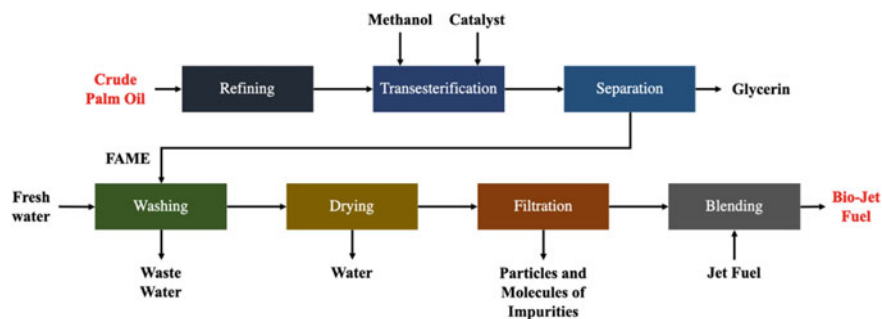 Methanol Catalyst
Crude
Palm Oil
Refining
Transesterification
Separation
Glycerin
FAME
Fresh
water
Washing
Drying
Filtration
Blending
Bio-Jet
Fuel
Waste
Water
Water
Particles and
Molecules of
Impurities
Jet Fuel